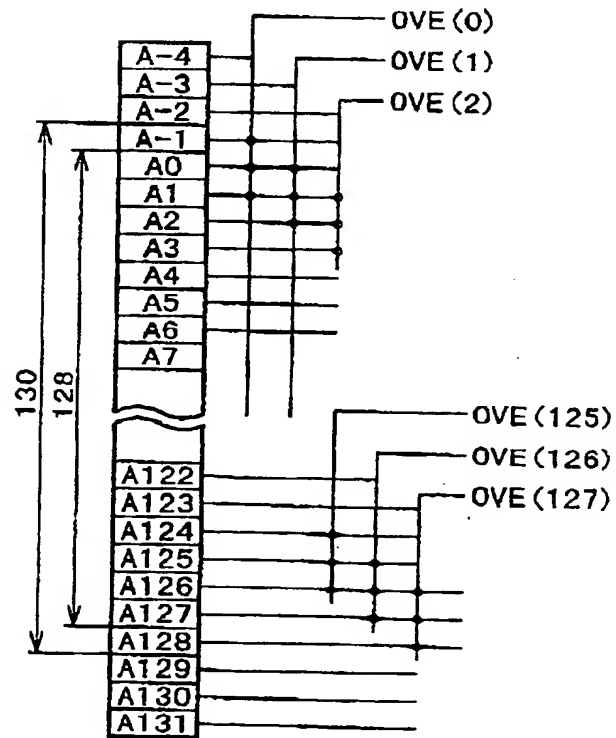 OVE(0)
A-4
OVE(1)
A-3
OVE(2)
A-2
A-1
A0
A1
A2
A3
A4
A5
A6
A7
130
128
OVE(125)
OVE(126)
A122
OVE(127)
A123
A124
A125
A126
A127
A128
A129
A130
A131